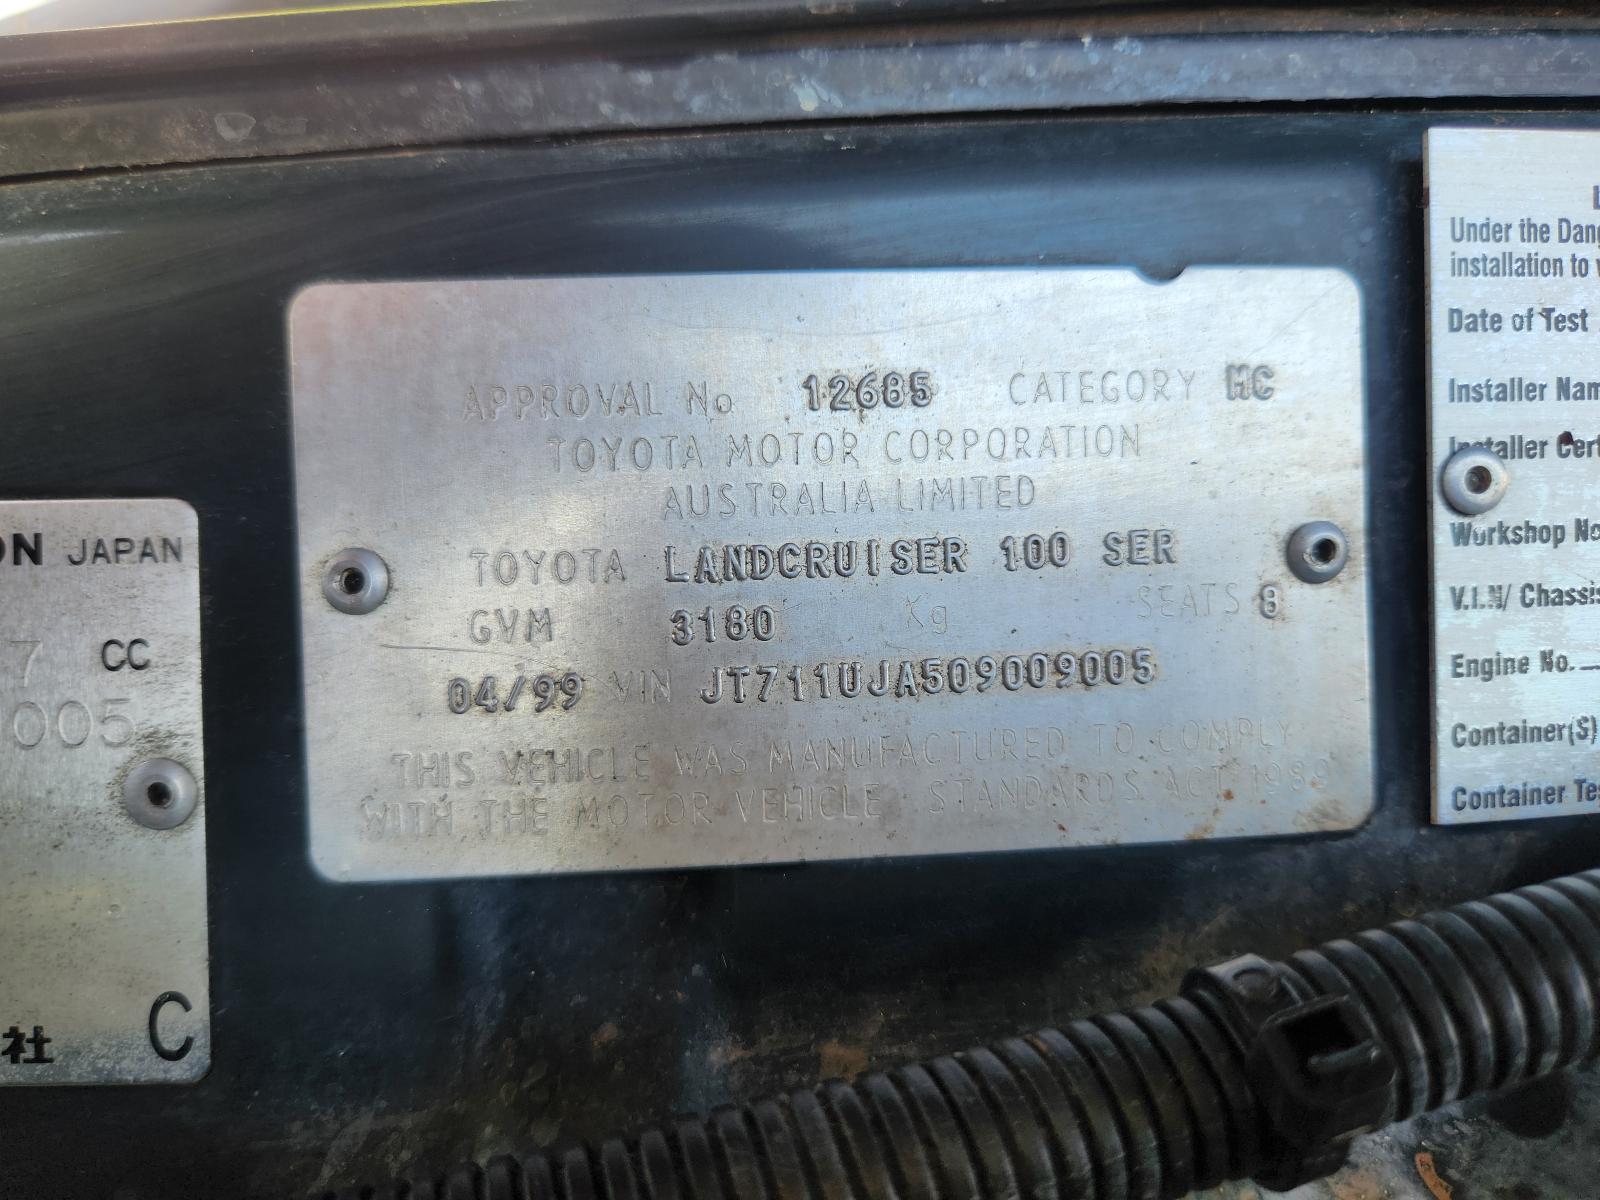 ON JAPAN
7 CC
005
社
C
APPROVAL No 12685 CATEGORY MC
TOYOTA MOTOR CORPORATION
AUSTRALIA LIMITED
TOYOTA LANDCRUISER 100 SER
GVM 3180 Kg SEATS 8
04/99 VIN JT711UJA509009005
THIS VEHICLE WAS MANUFACTURED TO COMPLY
WITH THE MOTOR VEHICLE STANDARDS ACT 1989
Under the Dang
installation to
Date of Test
Installer Nam
Installer Cert
Workshop No
V.I.N/ Chassis
Engine No.
Container(S)
Container Tes